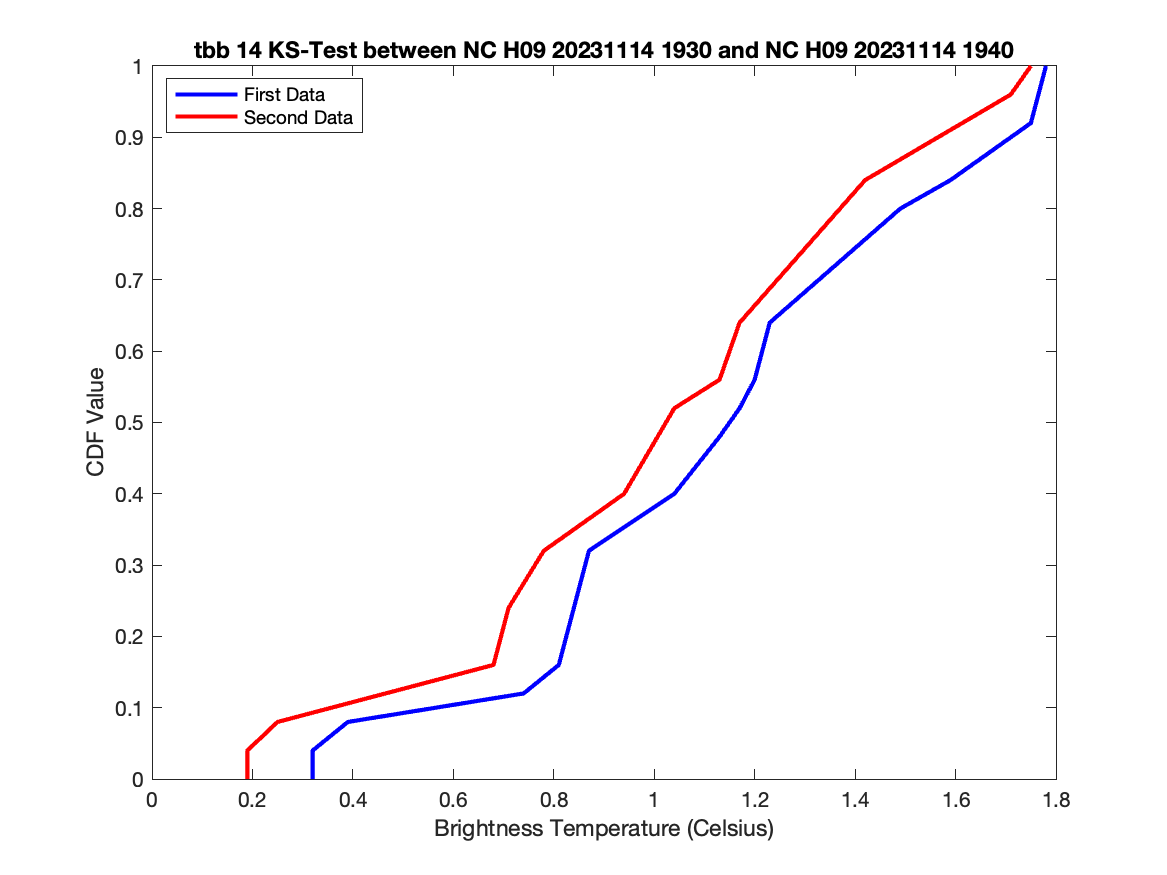 tbb 14 KS-Test between NC H09 20231114 1930 and NC H09 20231114 1940
First Data
Second Data
1
0.9
0.8
0.7
0.6
0.5
0.4
0.3
0.2
0.1
0
CDF Value
0 0.2 0.4 0.6 0.8 1 1.2 1.4 1.6 1.8
Brightness Temperature (Celsius)